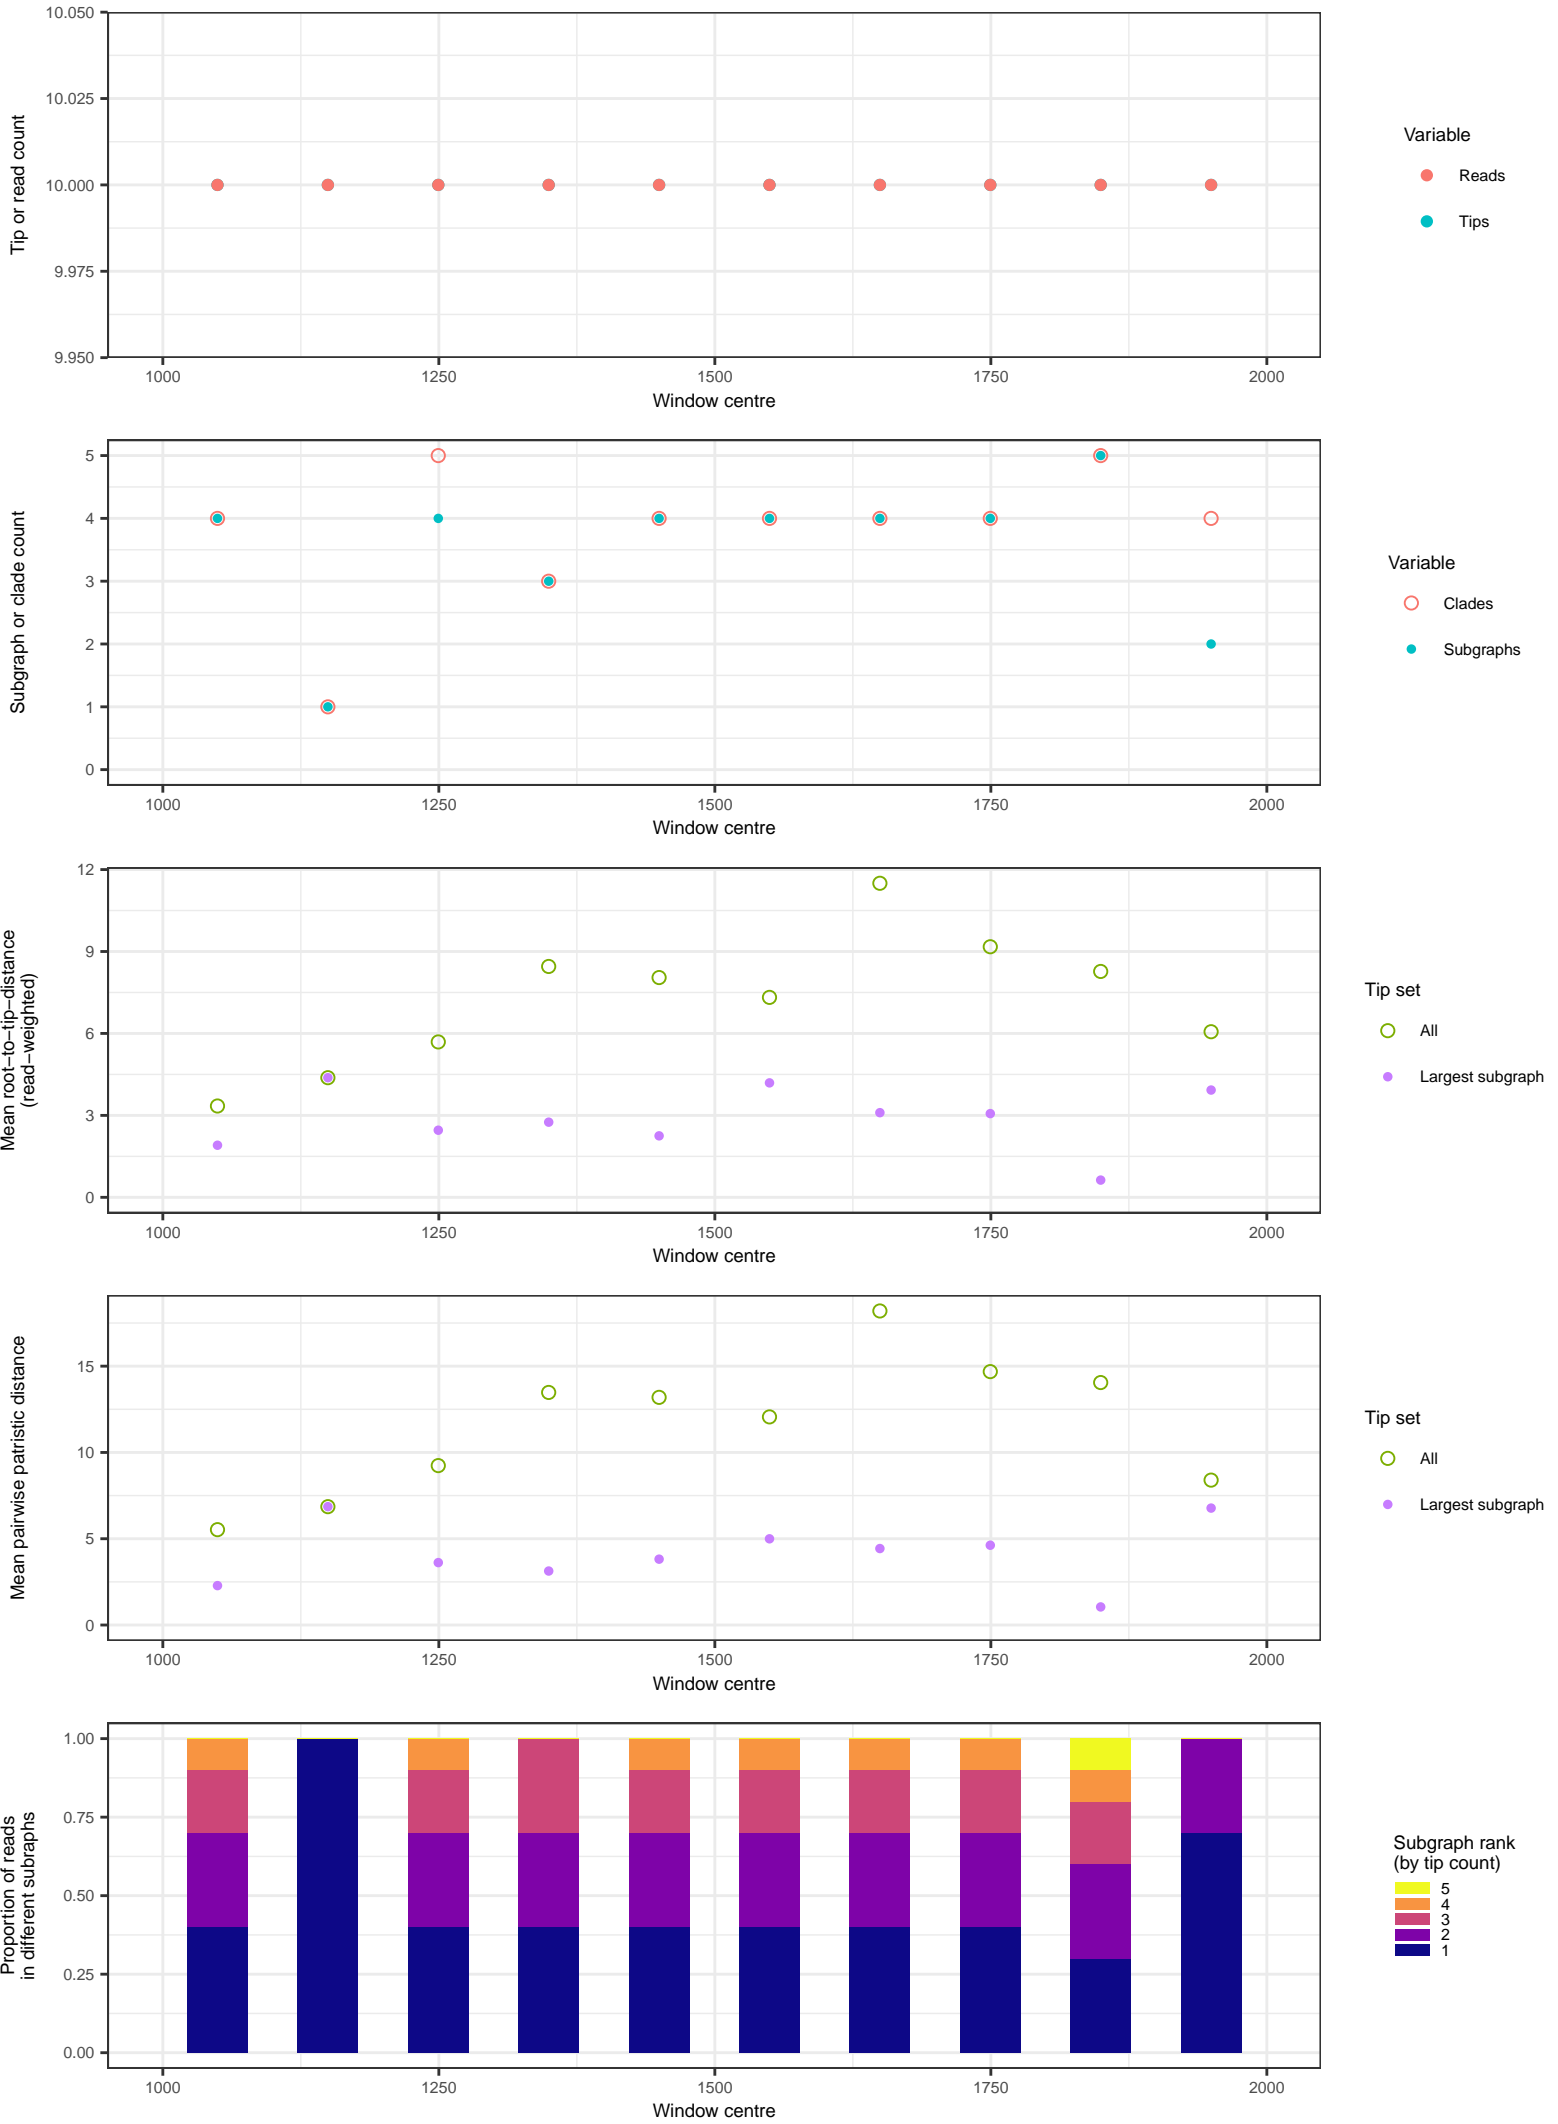 10.050
10.025
10.000
9.975
9.950
Tip or read count
1000
1250
1500
1750
2000
Window centre
Variable
Reads
Tips
5
4
3
2
1
0
Subgraph or clade count
1000
1250
1500
1750
2000
Window centre
Variable
Clades
Subgraphs
12
9
6
3
0
Mean root−to−tip−distance
(read−weighted)
1000
1250
1500
1750
2000
Window centre
Tip set
All
Largest subgraph
15
10
5
0
Mean pairwise patristic distance
1000
1250
1500
1750
2000
Window centre
Tip set
All
Largest subgraph
1.00
0.75
0.50
0.25
0.00
Proportion of reads
in different subraphs
1000
1250
1500
1750
2000
Window centre
Subgraph rank
(by tip count)
5
4
3
2
1